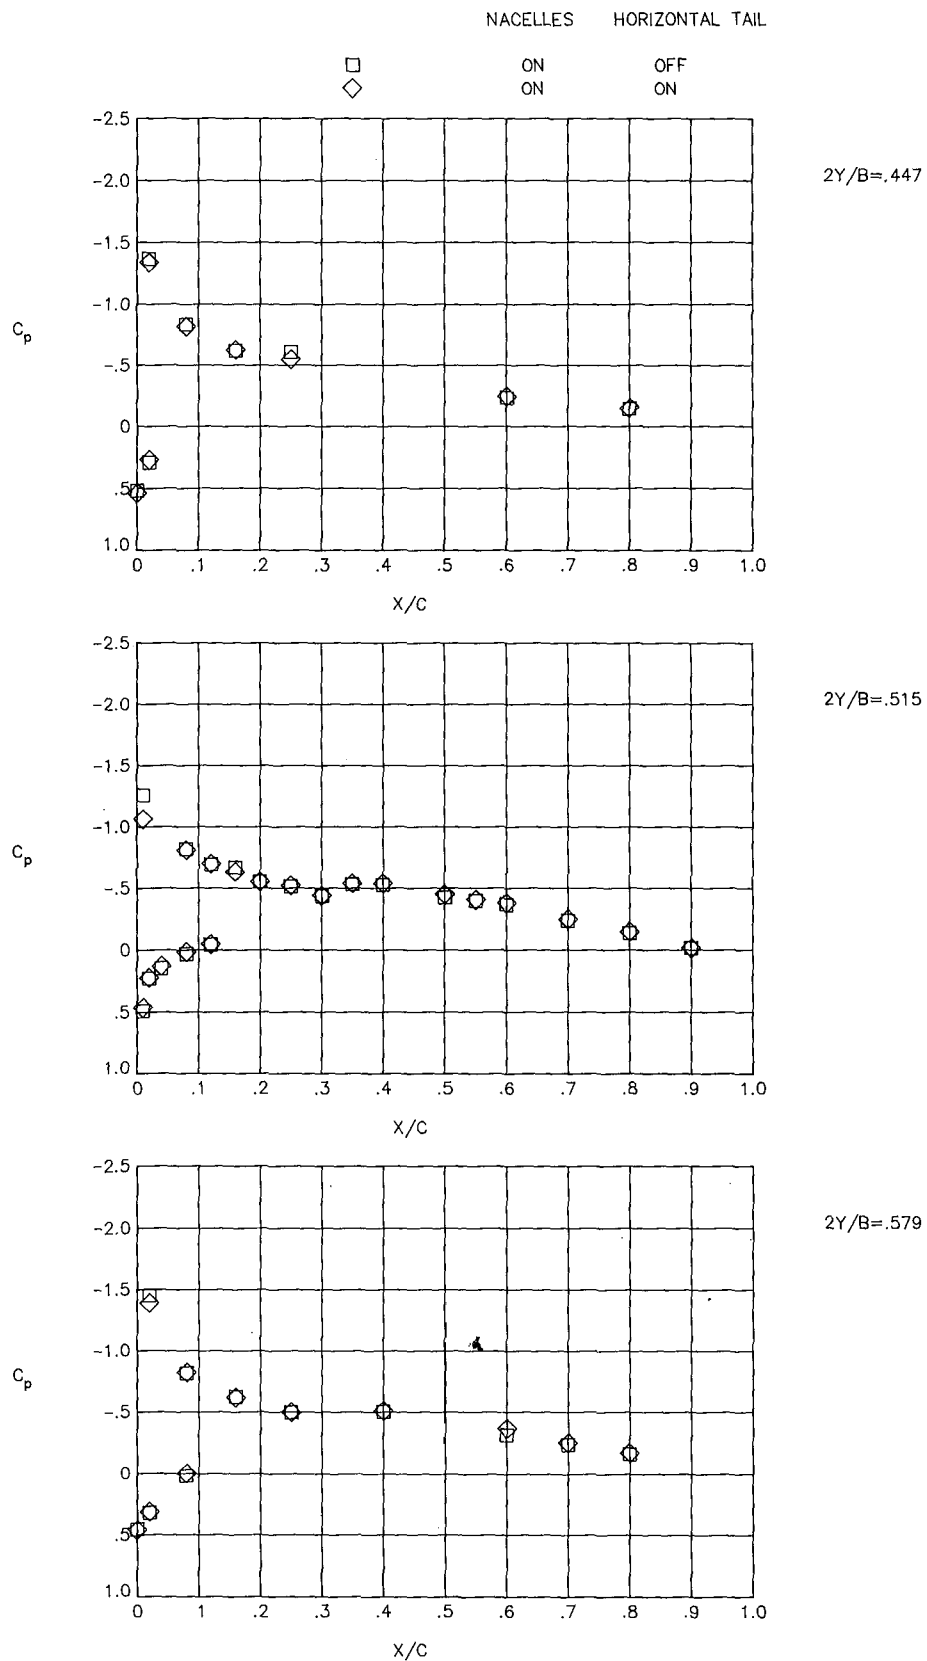 NACELLES HORIZONTAL TAIL
ON OFF
ON ON
-2.5
-2.0
-1.5
-1.0
-.5
0
.5
1.0
Cp
0 .1 .2 .3 .4 .5 .6 .7 .8 .9 1.0
X/C
2Y/B=.447
-2.5
-2.0
-1.5
-1.0
-.5
0
.5
1.0
Cp
0 .1 .2 .3 .4 .5 .6 .7 .8 .9 1.0
X/C
2Y/B=.515
-2.5
-2.0
-1.5
-1.0
-.5
0
.5
1.0
Cp
0 .1 .2 .3 .4 .5 .6 .7 .8 .9 1.0
X/C
2Y/B=.579